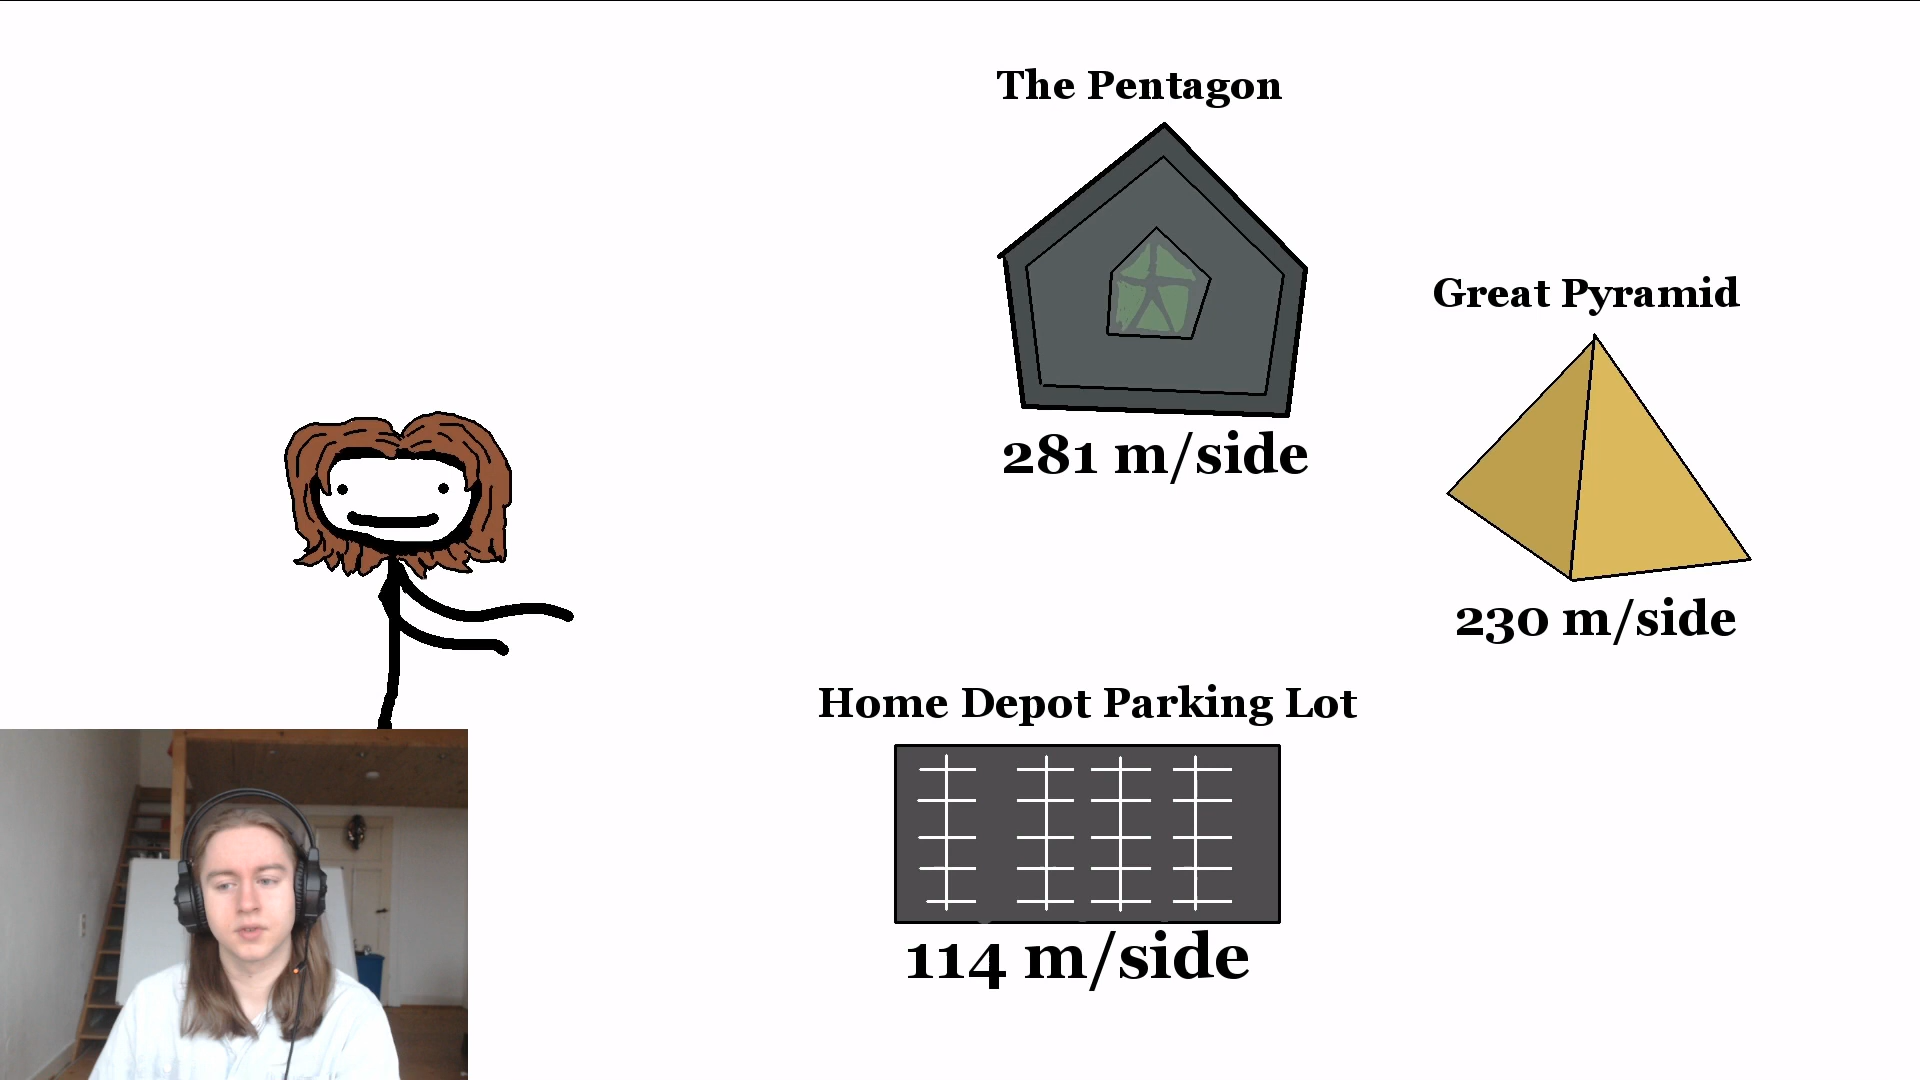 The Pentagon
281 m/side
Great Pyramid
230 m/side
Home Depot Parking Lot
114 m/side